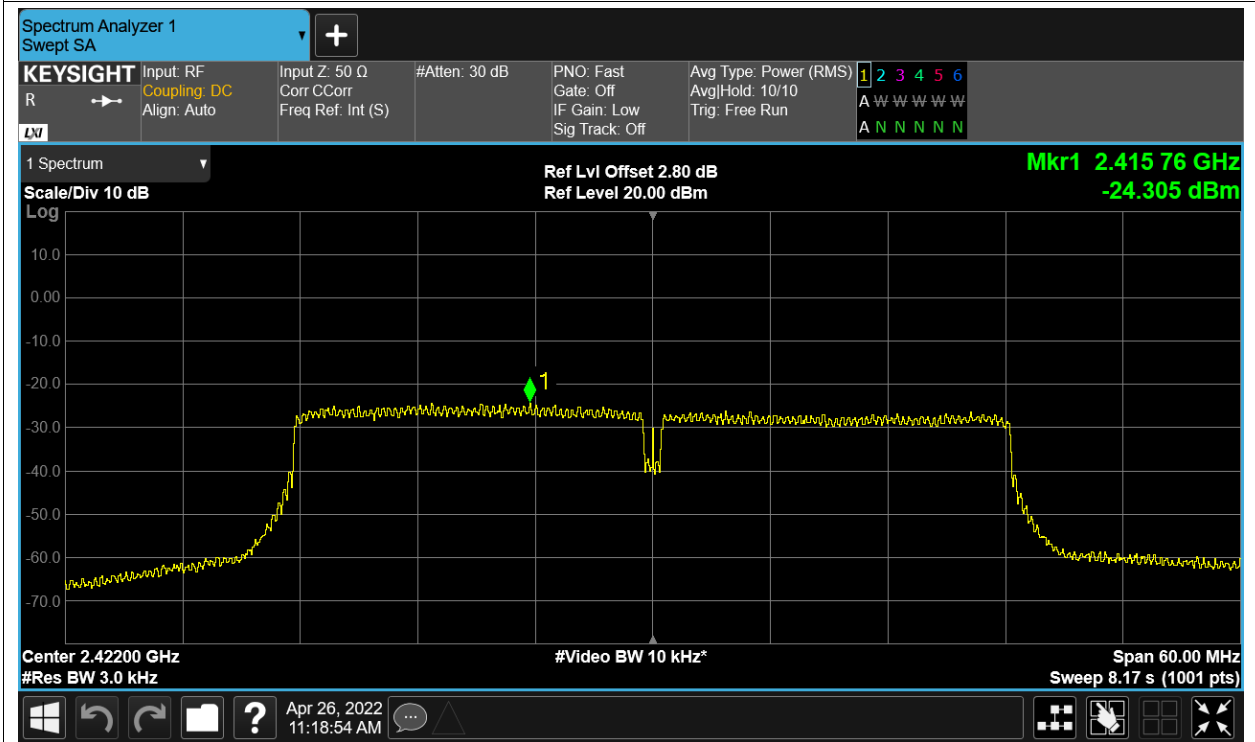 Spectrum Analyzer 1
Swept SA
+
KEYSIGHT Input: RF Input Z: 50 Ω #Atten: 30 dB PNO: Fast Avg Type: Power (RMS) 1 2 3 4 5 6
R Coupling: DC Corr CCorr Gate: Off Avg|Hold: 10/10 A W W W W W
Align: Auto Freq Ref: Int (S) IF Gain: Low Trig: Free Run
LXI Sig Track: Off A N N N N N
1 Spectrum Ref Lvl Offset 2.80 dB Mkr1 2.415 76 GHz
Scale/Div 10 dB Ref Level 20.00 dBm -24.305 dBm
Log
10.0
0.00
-10.0
-20.0
1
-30.0
-40.0
-50.0
-60.0
-70.0
Center 2.42200 GHz #Video BW 10 kHz* Span 60.00 MHz
#Res BW 3.0 kHz Sweep 8.17 s (1001 pts)
? Apr 26, 2022
11:18:54 AM